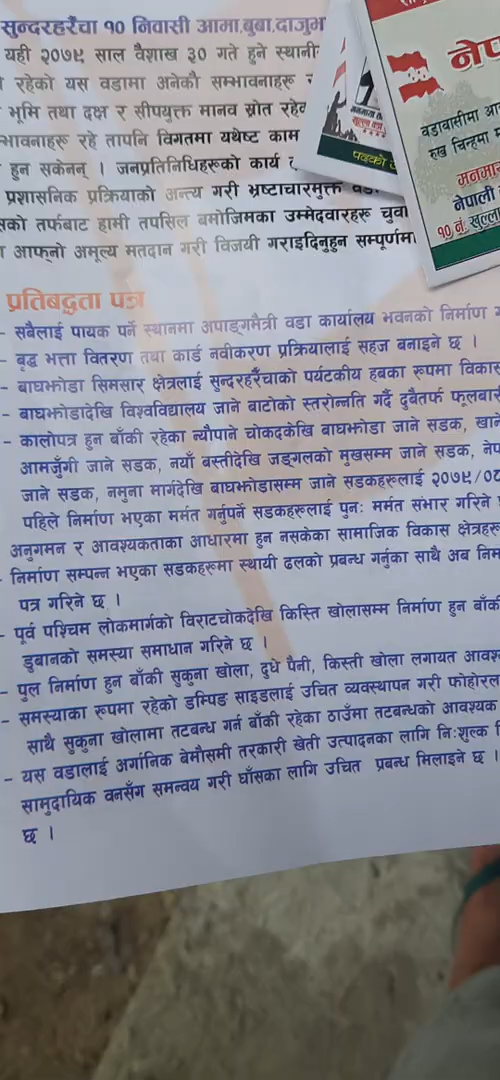 सुन्दरहरैंचा १० निवासी आमा,बुबा,दाजुभ
यही २०७९ साल वैशाख ३० गते हुने स्थानी
रहेको यस वडामा अनेकौ सम्भावनाहरू
भूमि तथा दक्ष र सीपयुक्त मानव स्रोत रहे
भावनाहरू रहे तापनि विगतमा यथेष्ट काम
हुन सकेनन् । जनप्रतिनिधिहरूको कार्य
प्रशासनिक प्रक्रियाको अन्त्य गरी भ्रष्टाचारमुक्त वडा
सको तर्फबाट हामी तपसिल बमोजिमका उम्मेदवारहरू चुवा
आफ्नो अमूल्य मतदान गरी विजयी गराइदिनुहुन सम्पूर्णमा
नेप
वडावासीमा आ
रुख चिन्हमा म
मनमा
नेपाली
१० नं. सुल्ला
पदको
प्रतिबद्धता पत्र
- सबैलाई पायक पर्ने स्थानमा अपाङ्गमैत्री वडा कार्यालय भवनको निर्माण
- बृद्ध भत्ता वितरण तथा कार्ड नवीकरण प्रक्रियालाई सहज बनाइने छ ।
- बाघझोडा सिमसार क्षेत्रलाई सुन्दरहरैंचाको पर्यटकीय हबका रूपमा विकास
- बाघझोडादेखि विश्वविद्यालय जाने बाटोको स्तरोन्नति गर्दै दुबैतर्फ फूलबारी
- कालोपत्र हुन बाँकी रहेका न्यौपाने चोकदकेखि बाघझोडा जाने सडक, खान
आमजुँगी जाने सडक, नयाँ बस्तीदेखि जङ्गलको मुखसम्म जाने सडक, नेप
जाने सडक, नमुना मार्गदेखि बाघझोडासम्म जाने सडकहरूलाई २०७९/०८
पहिले निर्माण भएका मर्मत गर्नुपर्ने सडकहरूलाई पुनः मर्मत संभार गरिने
अनुगमन र आवश्यकताका आधारमा हुन नसकेका सामाजिक विकास क्षेत्रहरू
- निर्माण सम्पन्न भएका सडकहरूमा स्थायी ढलको प्रबन्ध गर्नुका साथै अब निम
पत्र गरिने छ ।
- पूर्व पश्चिम लोकमार्गको विराटचोकदेखि किस्ति खोलासम्म निर्माण हुन बाँकी
डुबानको समस्या समाधान गरिने छ ।
- पुल निर्माण हुन बाँकी सुकुना खोला, दुधे पैनी, किस्ती खोला लगायत आवश्
- समस्याका रूपमा रहेको डम्पिङ साइडलाई उचित व्यवस्थापन गरी फोहोरल
साथै सुकुना खोलामा तटबन्ध गर्न बाँकी रहेका ठाउँमा तटबन्धको आवश्यक
- यस वडालाई अर्गानिक बेमौसमी तरकारी खेती उत्पादनका लागि निःशुल्क
सामुदायिक वनसँग समन्वय गरी घाँसका लागि उचित प्रबन्ध मिलाइने छ ।
छ ।